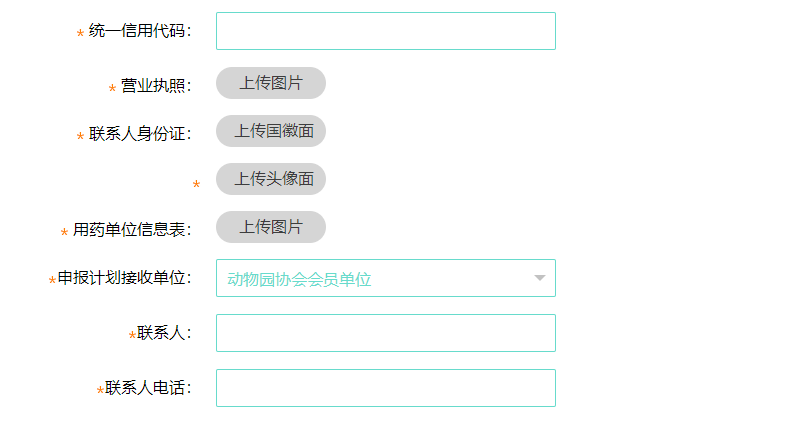 * 统一信用代码：
* 营业执照： 上传图片
* 联系人身份证： 上传国徽面
* 上传头像面
* 用药单位信息表： 上传图片
*申报计划接收单位： 动物园协会会员单位
*联系人：
*联系人电话：